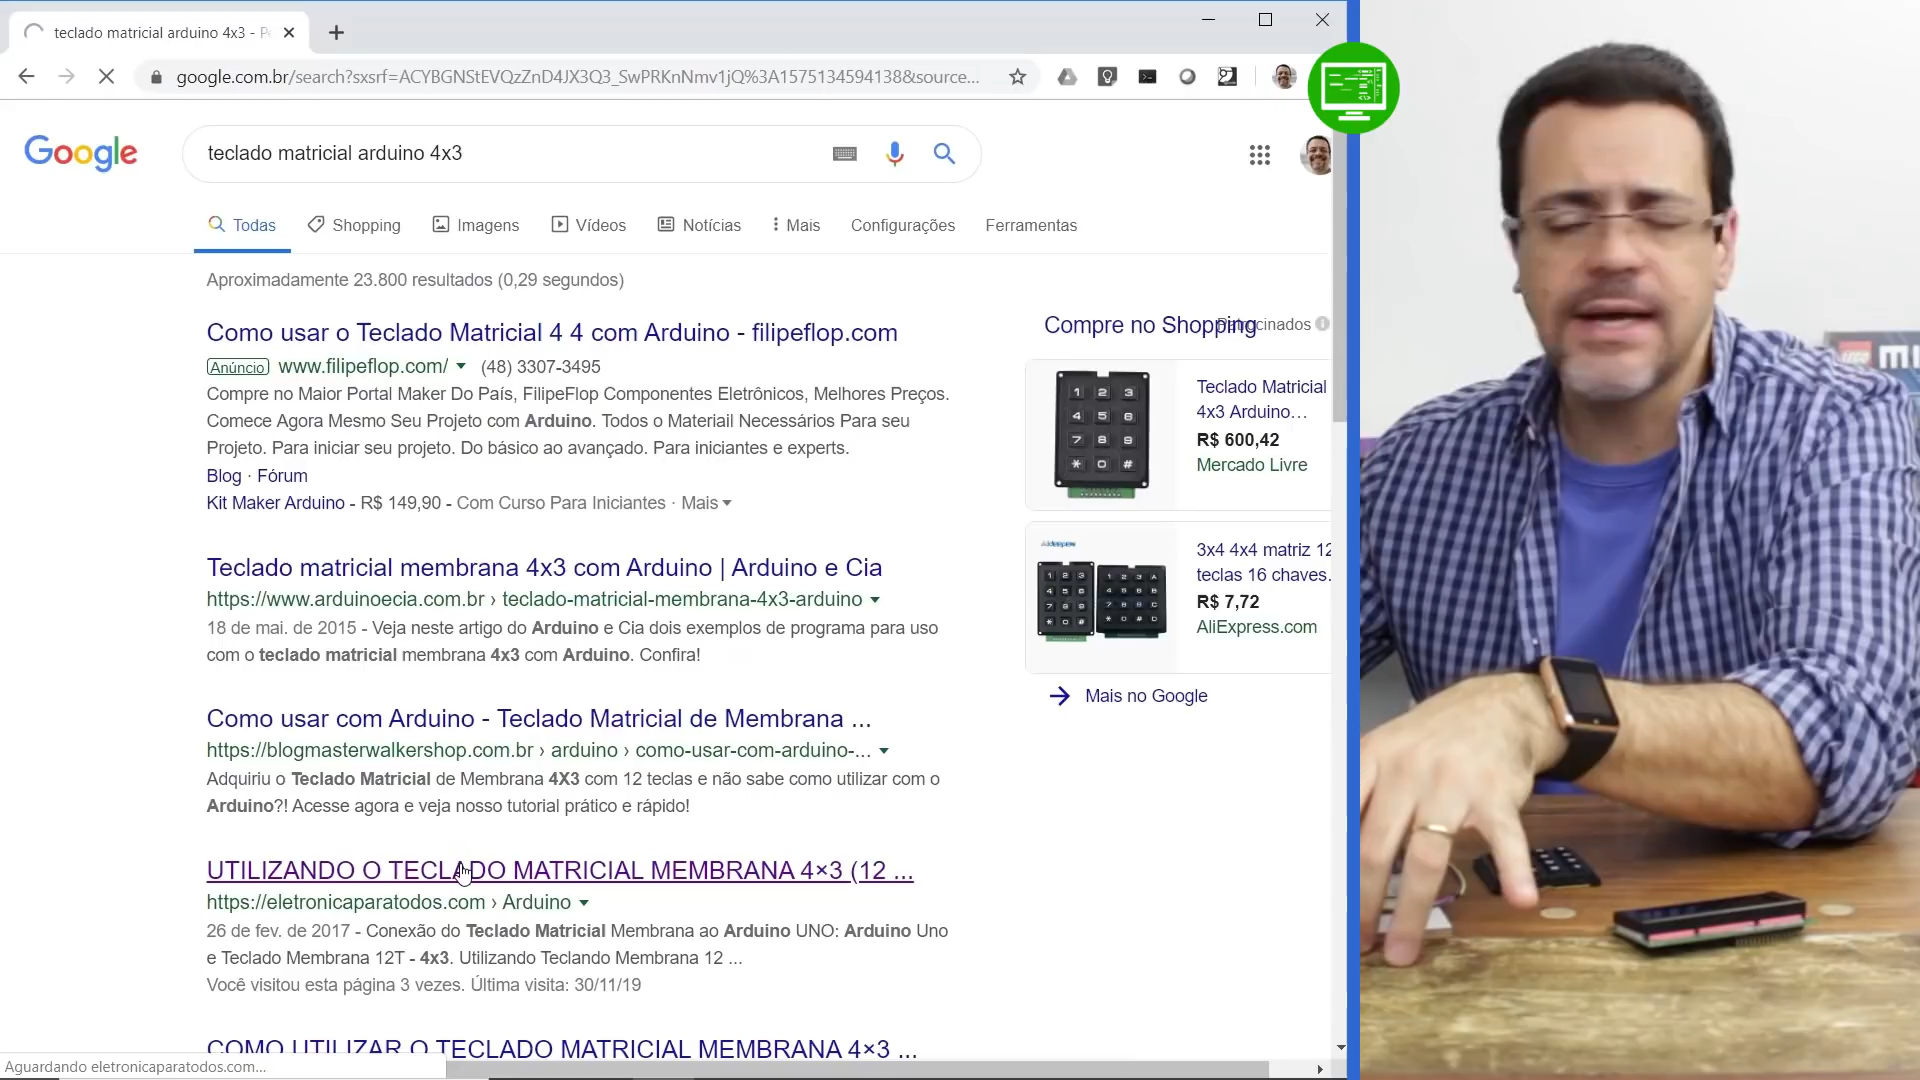 teclado matricial arduino 4x3 - P
google.com.br/search?sxsrf=ACYBGNStEVQzZnD4JX3Q3_SwPRKnNmv1jQ%3A1575134594138&source...
Google
teclado matricial arduino 4x3
Todas
Shopping
Imagens
Vídeos
Notícias
Mais
Configurações
Ferramentas
Aproximadamente 23.800 resultados (0,29 segundos)
Como usar o Teclado Matricial 4 4 com Arduino - filipeflop.com
Anúncio www.filipeflop.com/ (48) 3307-3495
Compre no Maior Portal Maker Do País, FilipeFlop Componentes Eletrônicos, Melhores Preços.
Comece Agora Mesmo Seu Projeto com Arduino. Todos o Materiail Necessários Para seu
Projeto. Para iniciar seu projeto. Do básico ao avançado. Para iniciantes e experts.
Blog · Fórum
Kit Maker Arduino - R$ 149,90 - Com Curso Para Iniciantes · Mais
Teclado matricial membrana 4x3 com Arduino | Arduino e Cia
https://www.arduinoecia.com.br › teclado-matricial-membrana-4x3-arduino
18 de mai. de 2015 - Veja neste artigo do Arduino e Cia dois exemplos de programa para uso
com o teclado matricial membrana 4x3 com Arduino. Confira!
Como usar com Arduino - Teclado Matricial de Membrana ...
https://blogmasterwalkershop.com.br › arduino › como-usar-com-arduino-...
Adquiriu o Teclado Matricial de Membrana 4X3 com 12 teclas e não sabe como utilizar com o
Arduino?! Acesse agora e veja nosso tutorial prático e rápido!
UTILIZANDO O TECLADO MATRICIAL MEMBRANA 4×3 (12 ...
https://eletronicaparatodos.com › Arduino
26 de fev. de 2017 - Conexão do Teclado Matricial Membrana ao Arduino UNO: Arduino Uno
e Teclado Membrana 12T - 4x3. Utilizando Teclando Membrana 12 ...
Você visitou esta página 3 vezes. Última visita: 30/11/19
COMO UTILIZAR O TECLADO MATRICIAL MEMBRANA 4×3 ...
Aguardando eletronicaparatodos.com...
Compre no Shopping
Patrocinados
1 2 3
4 5 6
7 8 9
* 0 #
Teclado Matricial
4x3 Arduino...
R$ 600,42
Mercado Livre
3x4 4x4 matriz 12
teclas 16 chaves.
R$ 7,72
AliExpress.com
Mais no Google
LEGO MI